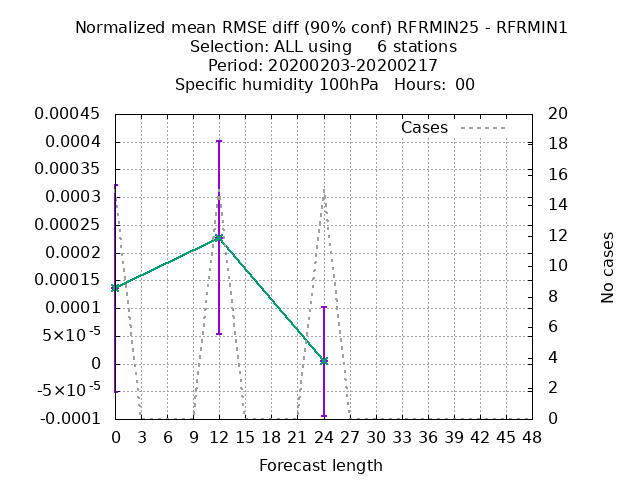 Normalized mean RMSE diff (90% conf) RFRMIN25 - RFRMIN1
Selection: ALL using     6 stations
Period: 20200203-20200217
Specific humidity 100hPa   Hours:  00
Cases
0.00045
0.0004
0.00035
0.0003
0.00025
0.0002
0.00015
0.0001
5×10⁻⁵
0
-5×10⁻⁵
-0.0001
20
18
16
14
12
10
8
6
4
2
0
No cases
0 3 6 9 12 15 18 21 24 27 30 33 36 39 42 45 48
Forecast length